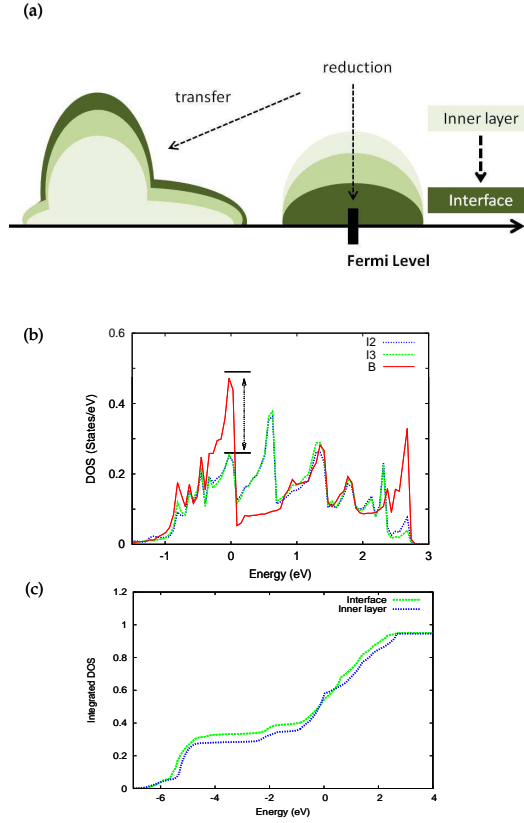 (a)
reduction
transfer
Inner layer
Interface
Fermi Level
(b)
0.6
I2
I3
B
0.4
DOS (States/eV)
0.2
0
-1 0 1 2 3
Energy (eV)
(c)
1.2
Interface
Inner layer
1
0.8
Integrated DOS
0.6
0.4
0.2
0
-6 -4 -2 0 2 4
Energy (eV)